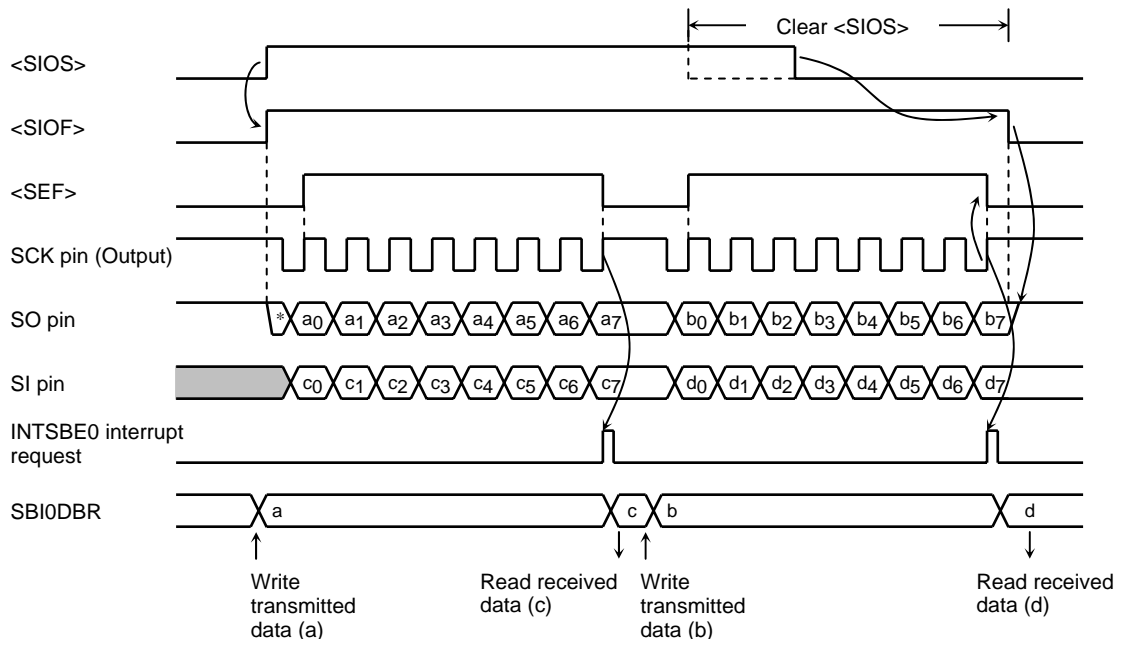 Clear <SIOS>
<SIOS>
<SIOF>
<SEF>
SCK pin (Output)
SO pin
* a0 a1 a2 a3 a4 a5 a6 a7 b0 b1 b2 b3 b4 b5 b6 b7
SI pin
c0 c1 c2 c3 c4 c5 c6 c7 d0 d1 d2 d3 d4 d5 d6 d7
INTSBE0 interrupt
request
SBI0DBR
a c b d
Write
transmitted
data (a)
Read received
data (c)
Write
transmitted
data (b)
Read received
data (d)